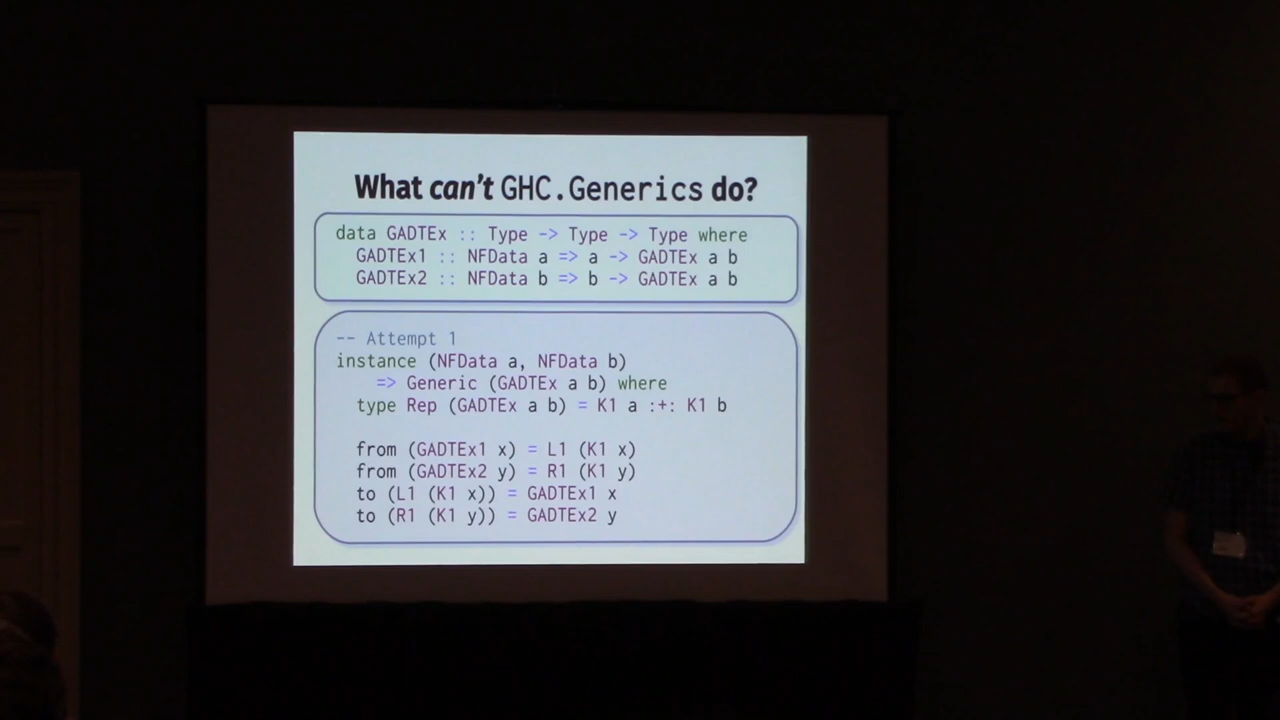 What can't GHC.Generics do?
data GADTEx :: Type -> Type -> Type where
GADTEx1 :: NFData a => a -> GADTEx a b
GADTEx2 :: NFData b => b -> GADTEx a b
-- Attempt 1
instance (NFData a, NFData b)
=> Generic (GADTEx a b) where
type Rep (GADTEx a b) = K1 a :+: K1 b
from (GADTEx1 x) = L1 (K1 x)
from (GADTEx2 y) = R1 (K1 y)
to (L1 (K1 x)) = GADTEx1 x
to (R1 (K1 y)) = GADTEx2 y